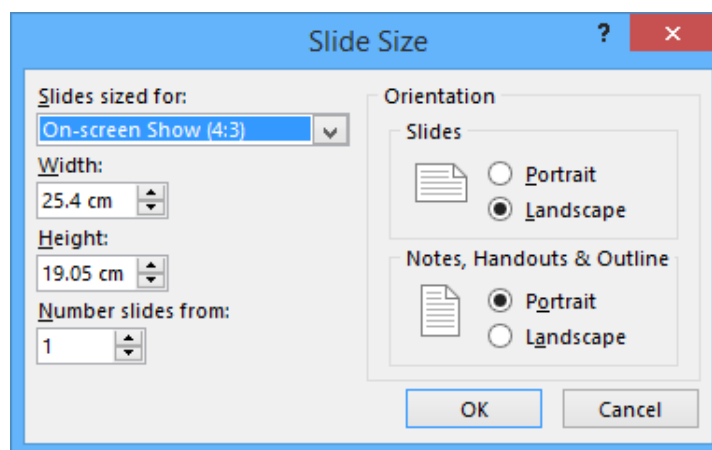 Slide Size
?
Slides sized for:
On-screen Show (4:3)
Width:
25.4 cm
Height:
19.05 cm
Number slides from:
1
Orientation
Slides
Portrait
Landscape
Notes, Handouts & Outline
Portrait
Landscape
OK
Cancel